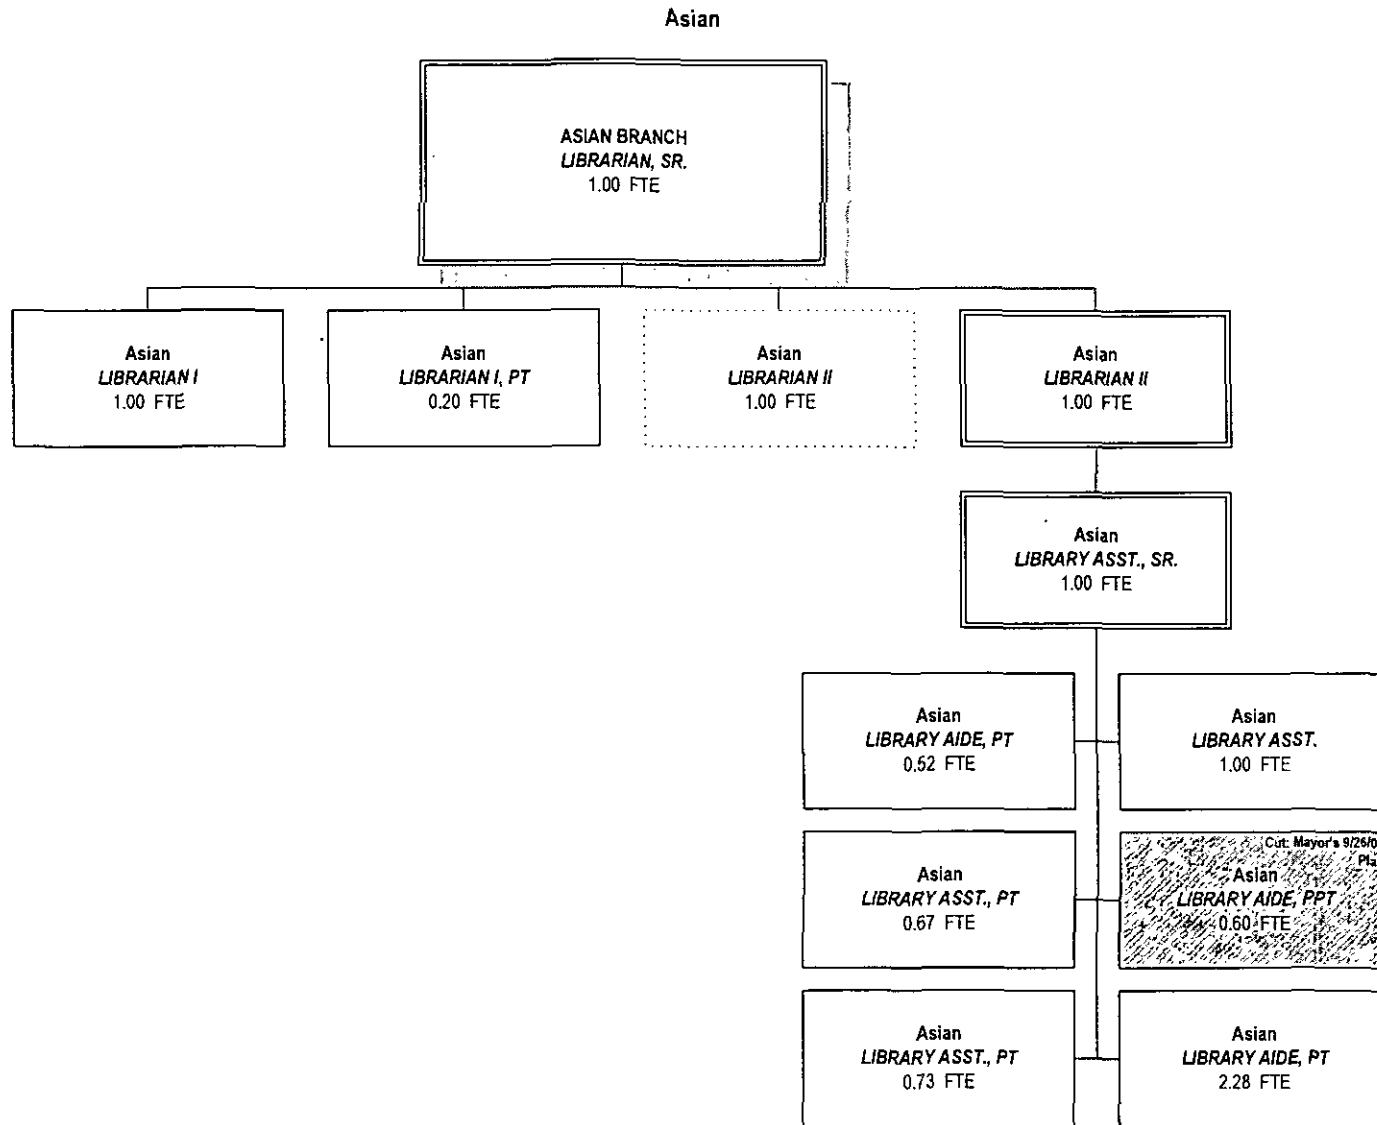 Asian
ASIAN BRANCH
LIBRARIAN, SR.
1.00 FTE
Asian
LIBRARIAN I
1.00 FTE
Asian
LIBRARIAN I, PT
0.20 FTE
Asian
LIBRARIAN II
1.00 FTE
Asian
LIBRARIAN II
1.00 FTE
Asian
LIBRARY ASST., SR.
1.00 FTE
Asian
LIBRARY AIDE, PT
0.52 FTE
Asian
LIBRARY ASST.
1.00 FTE
Asian
LIBRARY ASST., PT
0.67 FTE
Cut: Mayor's 9/26/0
Pla
Asian
LIBRARY AIDE, PPT
0.60 FTE
Asian
LIBRARY ASST., PT
0.73 FTE
Asian
LIBRARY AIDE, PT
2.28 FTE